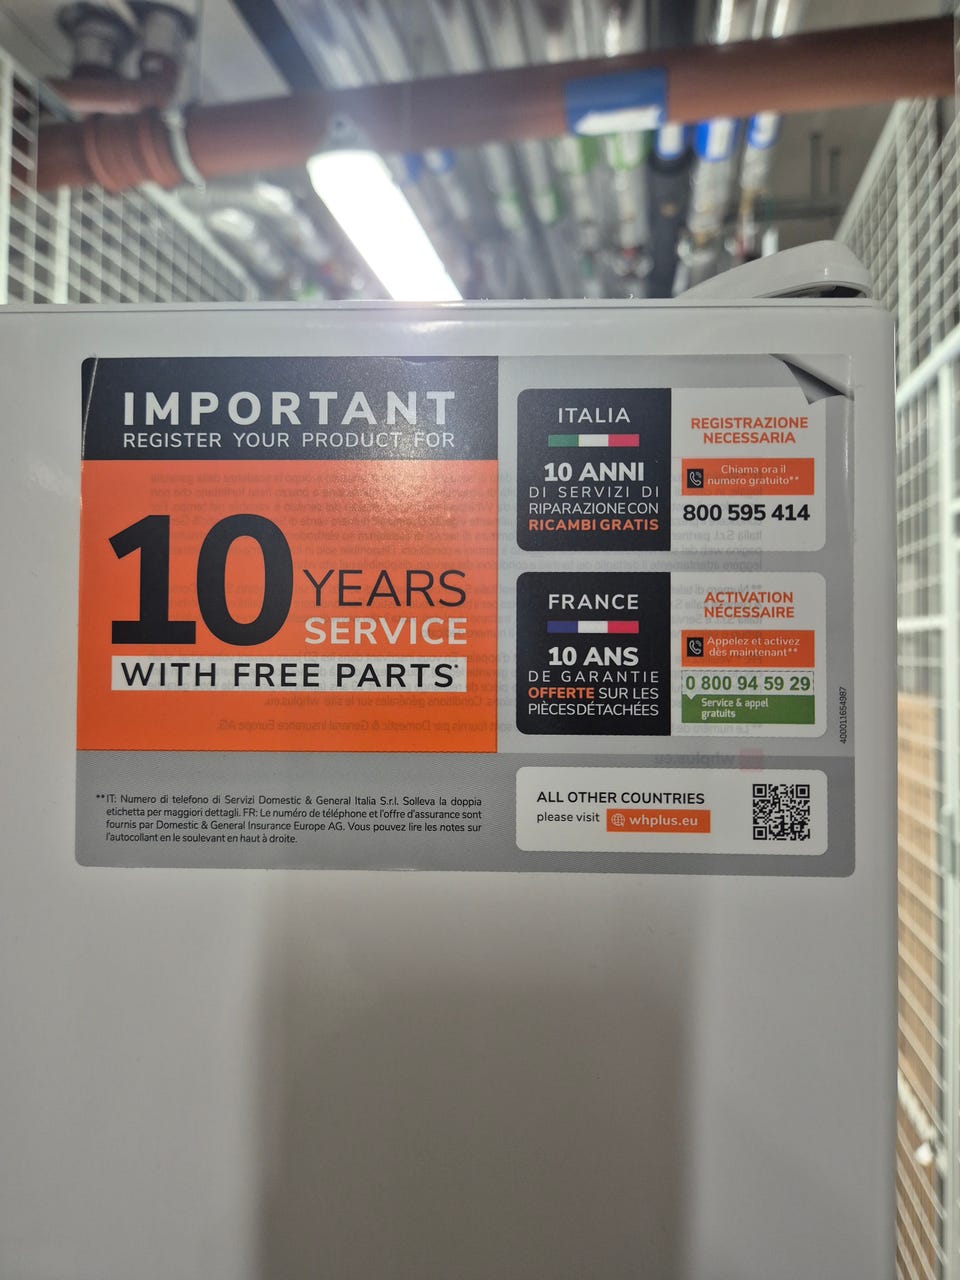 IMPORTANT
REGISTER YOUR PRODUCT FOR
10 YEARS
SERVICE
WITH FREE PARTS*
ITALIA
10 ANNI
DI SERVIZI DI
RIPARAZIONE CON
RICAMBI GRATIS
REGISTRAZIONE
NECESSARIA
Chiama ora il
numero gratuito**
800 595 414
FRANCE
10 ANS
DE GARANTIE
OFFERTE SUR LES
PIÈCES DÉTACHÉES
ACTIVATION
NÉCESSAIRE
Appelez et activez
dès maintenant**
0 800 94 59 29
Service & appel
gratuits
400011654987
**IT: Numero di telefono di Servizi Domestic & General Italia S.r.l. Solleva la doppia
etichetta per maggiori dettagli. FR: Le numéro de téléphone et l'offre d'assurance sont
fournis par Domestic & General Insurance Europe AG. Vous pouvez lire les notes sur
l'autocollant en le soulevant en haut à droite.
ALL OTHER COUNTRIES
please visit whplus.eu